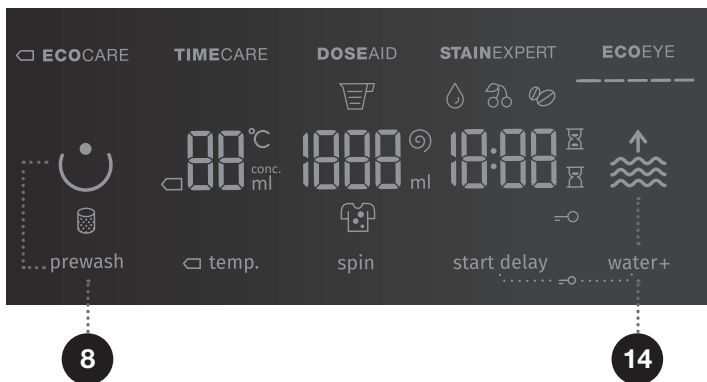 ECOCARE TIMECARE DOSEAID STAINEXPERT ECOEYE
88 °C 1888 18:88
conc.
ml ml
prewash temp. spin start delay water+
8 14